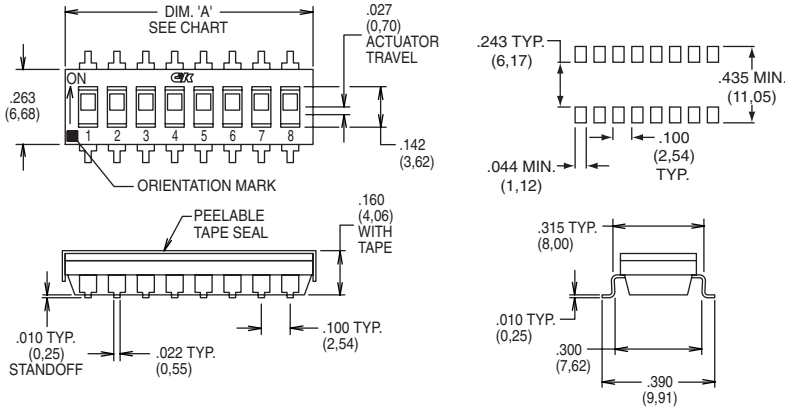 DIM. 'A'
SEE CHART
.027
(0,70)
ACTUATOR
TRAVEL
ON
C&K
.263
(6,68)
1 2 3 4 5 6 7 8
.142
(3,62)
ORIENTATION MARK
.243 TYP.
(6,17)
.435 MIN.
(11,05)
.100
(2,54)
TYP.
.044 MIN.
(1,12)
PEELABLE
TAPE SEAL
.160
(4,06)
WITH
TAPE
.010 TYP.
(0,25)
STANDOFF
.022 TYP.
(0,55)
.100 TYP.
(2,54)
.315 TYP.
(8,00)
.010 TYP.
(0,25)
.300
(7,62)
.390
(9,91)